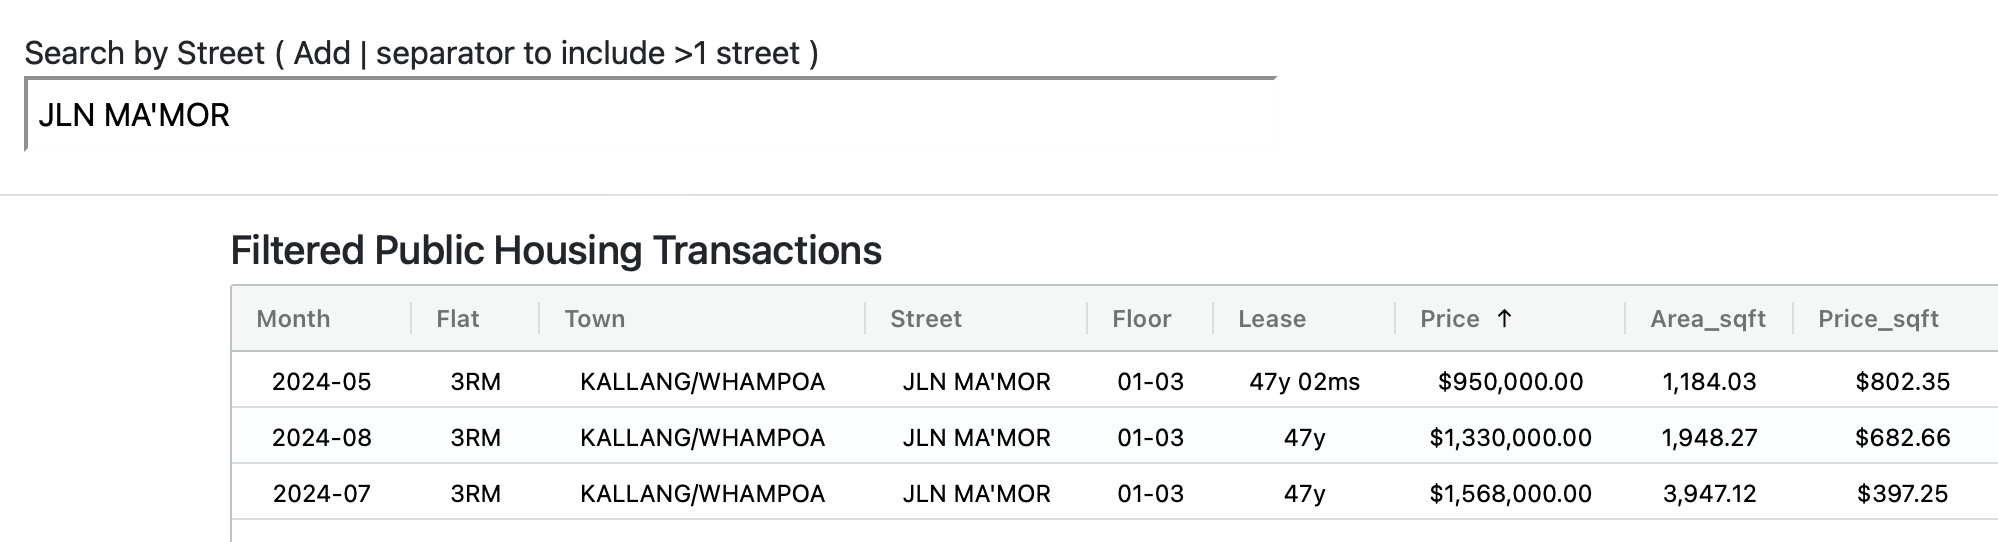 Search by Street ( Add | separator to include >1 street )
JLN MA'MOR
Filtered Public Housing Transactions
Month Flat Town Street Floor Lease Price ↑ Area_sqft Price_sqft
2024-05 3RM KALLANG/WHAMPOA JLN MA'MOR 01-03 47y 02ms $950,000.00 1,184.03 $802.35
2024-08 3RM KALLANG/WHAMPOA JLN MA'MOR 01-03 47y $1,330,000.00 1,948.27 $682.66
2024-07 3RM KALLANG/WHAMPOA JLN MA'MOR 01-03 47y $1,568,000.00 3,947.12 $397.25